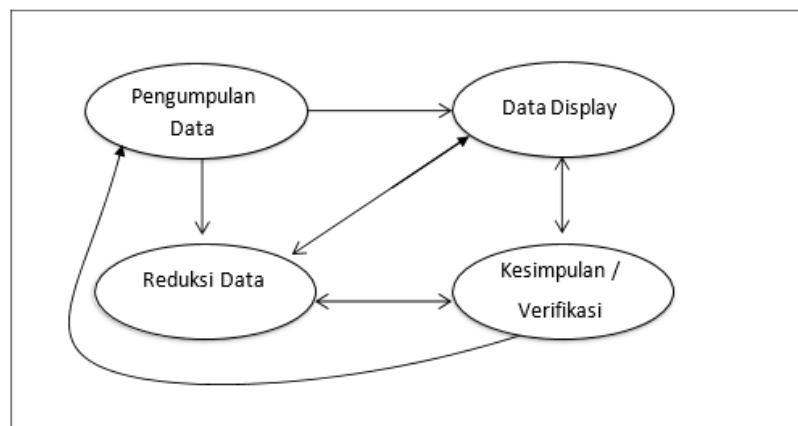 Pengumpulan
Data
Data Display
Reduksi Data
Kesimpulan /
Verifikasi